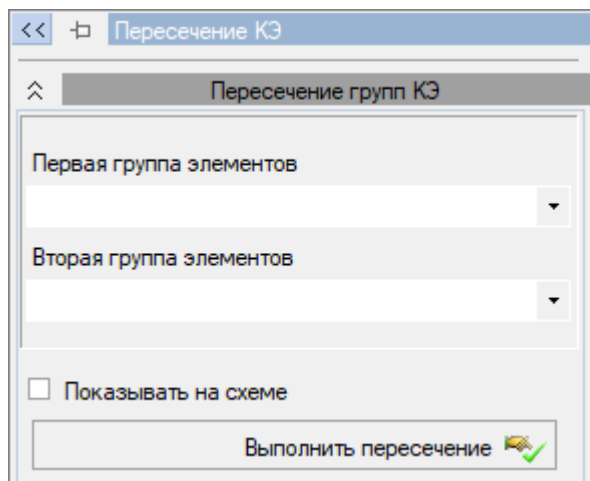 << Пересечение КЭ
Пересечение групп КЭ
Первая группа элементов
Вторая группа элементов
Показывать на схеме
Выполнить пересечение